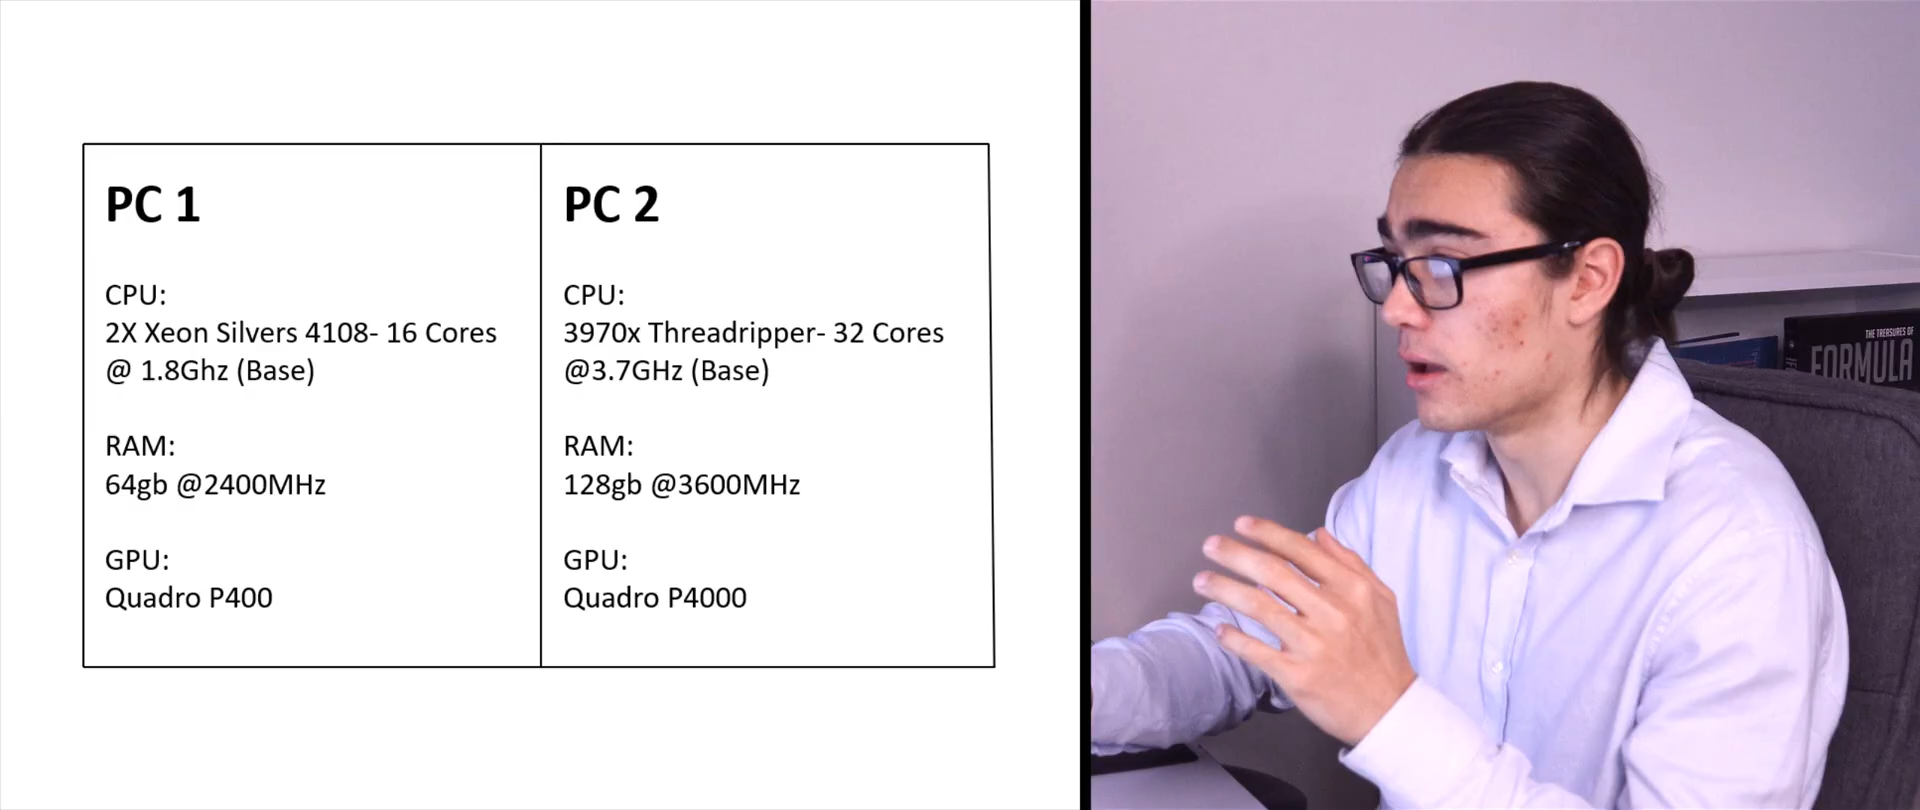 PC 1
CPU:
2X Xeon Silvers 4108- 16 Cores
@ 1.8Ghz (Base)
RAM:
64gb @2400MHz
GPU:
Quadro P400
PC 2
CPU:
3970x Threadripper- 32 Cores
@3.7GHz (Base)
RAM:
128gb @3600MHz
GPU:
Quadro P4000
THE TREASURES OF
FORMULA